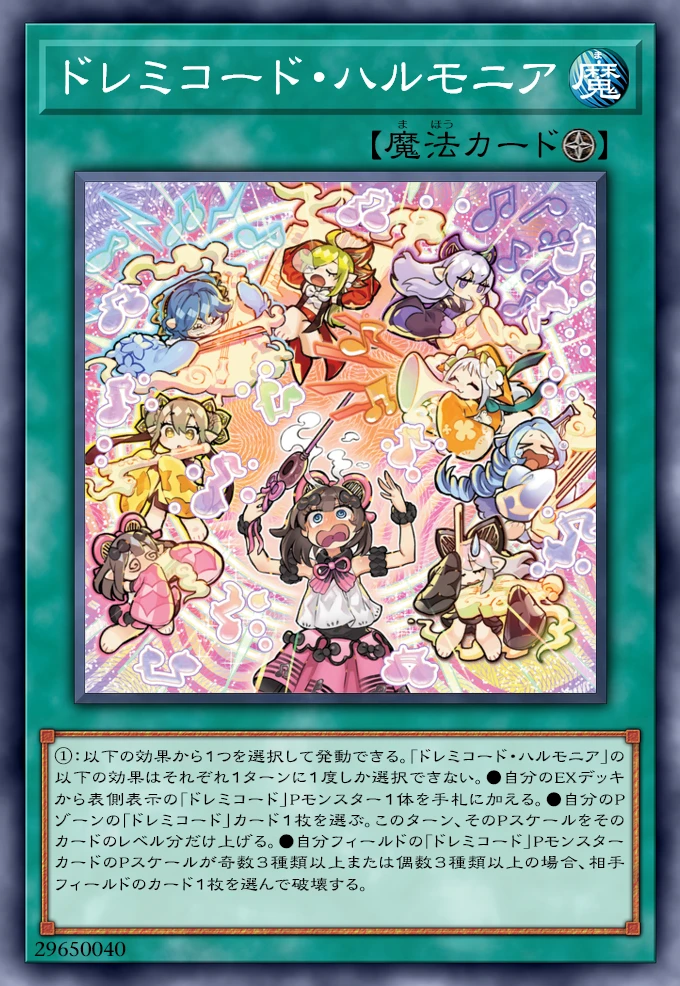 ドレミコード・ハルモニア 魔
【魔法カード】
①：以下の効果から１つを選択して発動できる。「ドレミコード・ハルモニア」の
以下の効果はそれぞれ１ターンに１度しか選択できない。●自分のEXデッキ
から表側表示の「ドレミコード」Pモンスター１体を手札に加える。●自分のP
ゾーンの「ドレミコード」カード１枚を選ぶ。このターン、そのPスケールをその
カードのレベル分だけ上げる。●自分フィールドの「ドレミコード」Pモンスター
カードのPスケールが奇数３種類以上または偶数３種類以上の場合、相手
フィールドのカード１枚を選んで破壊する。
29650040